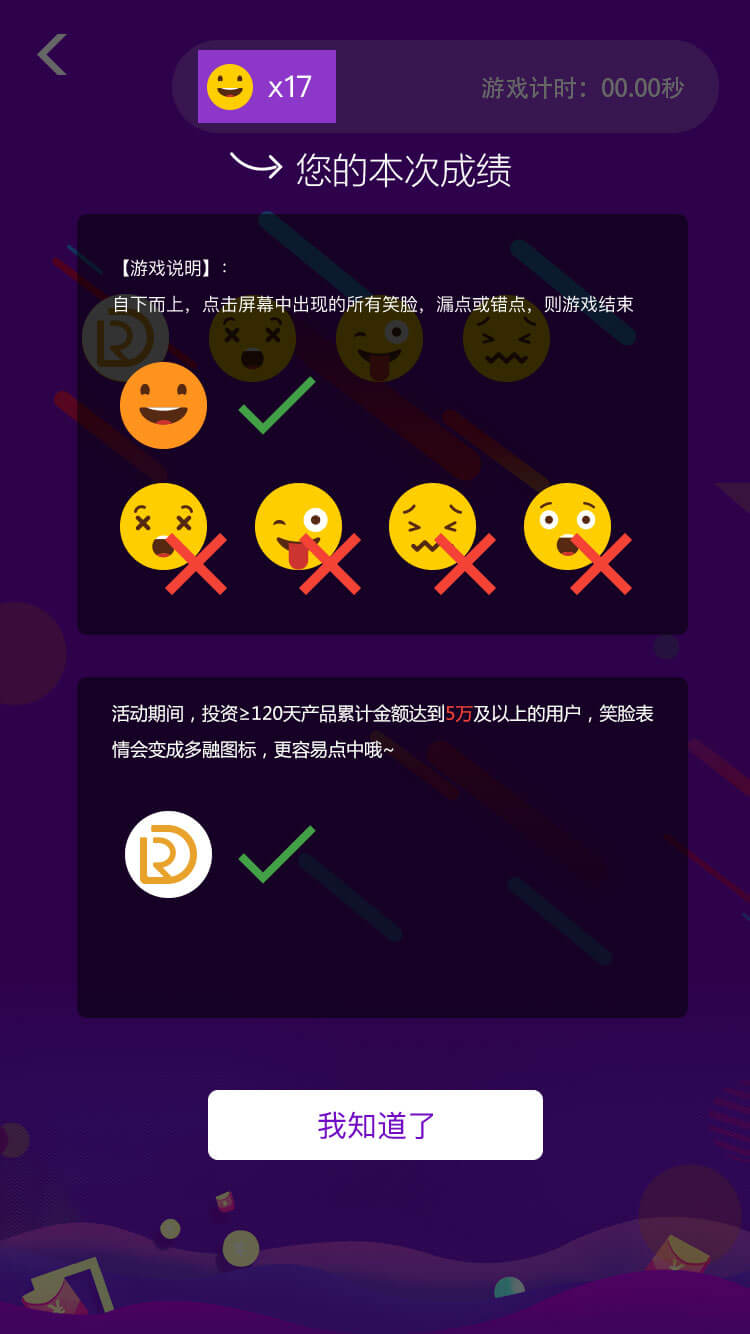 x17
游戏计时：00.00秒
您的本次成绩
【游戏说明】：
自下而上，点击屏幕中出现的所有笑脸，漏点或错点，则游戏结束
活动期间，投资≥120天产品累计金额达到5万及以上的用户，笑脸表
情会变成多融图标，更容易点中哦~
我知道了